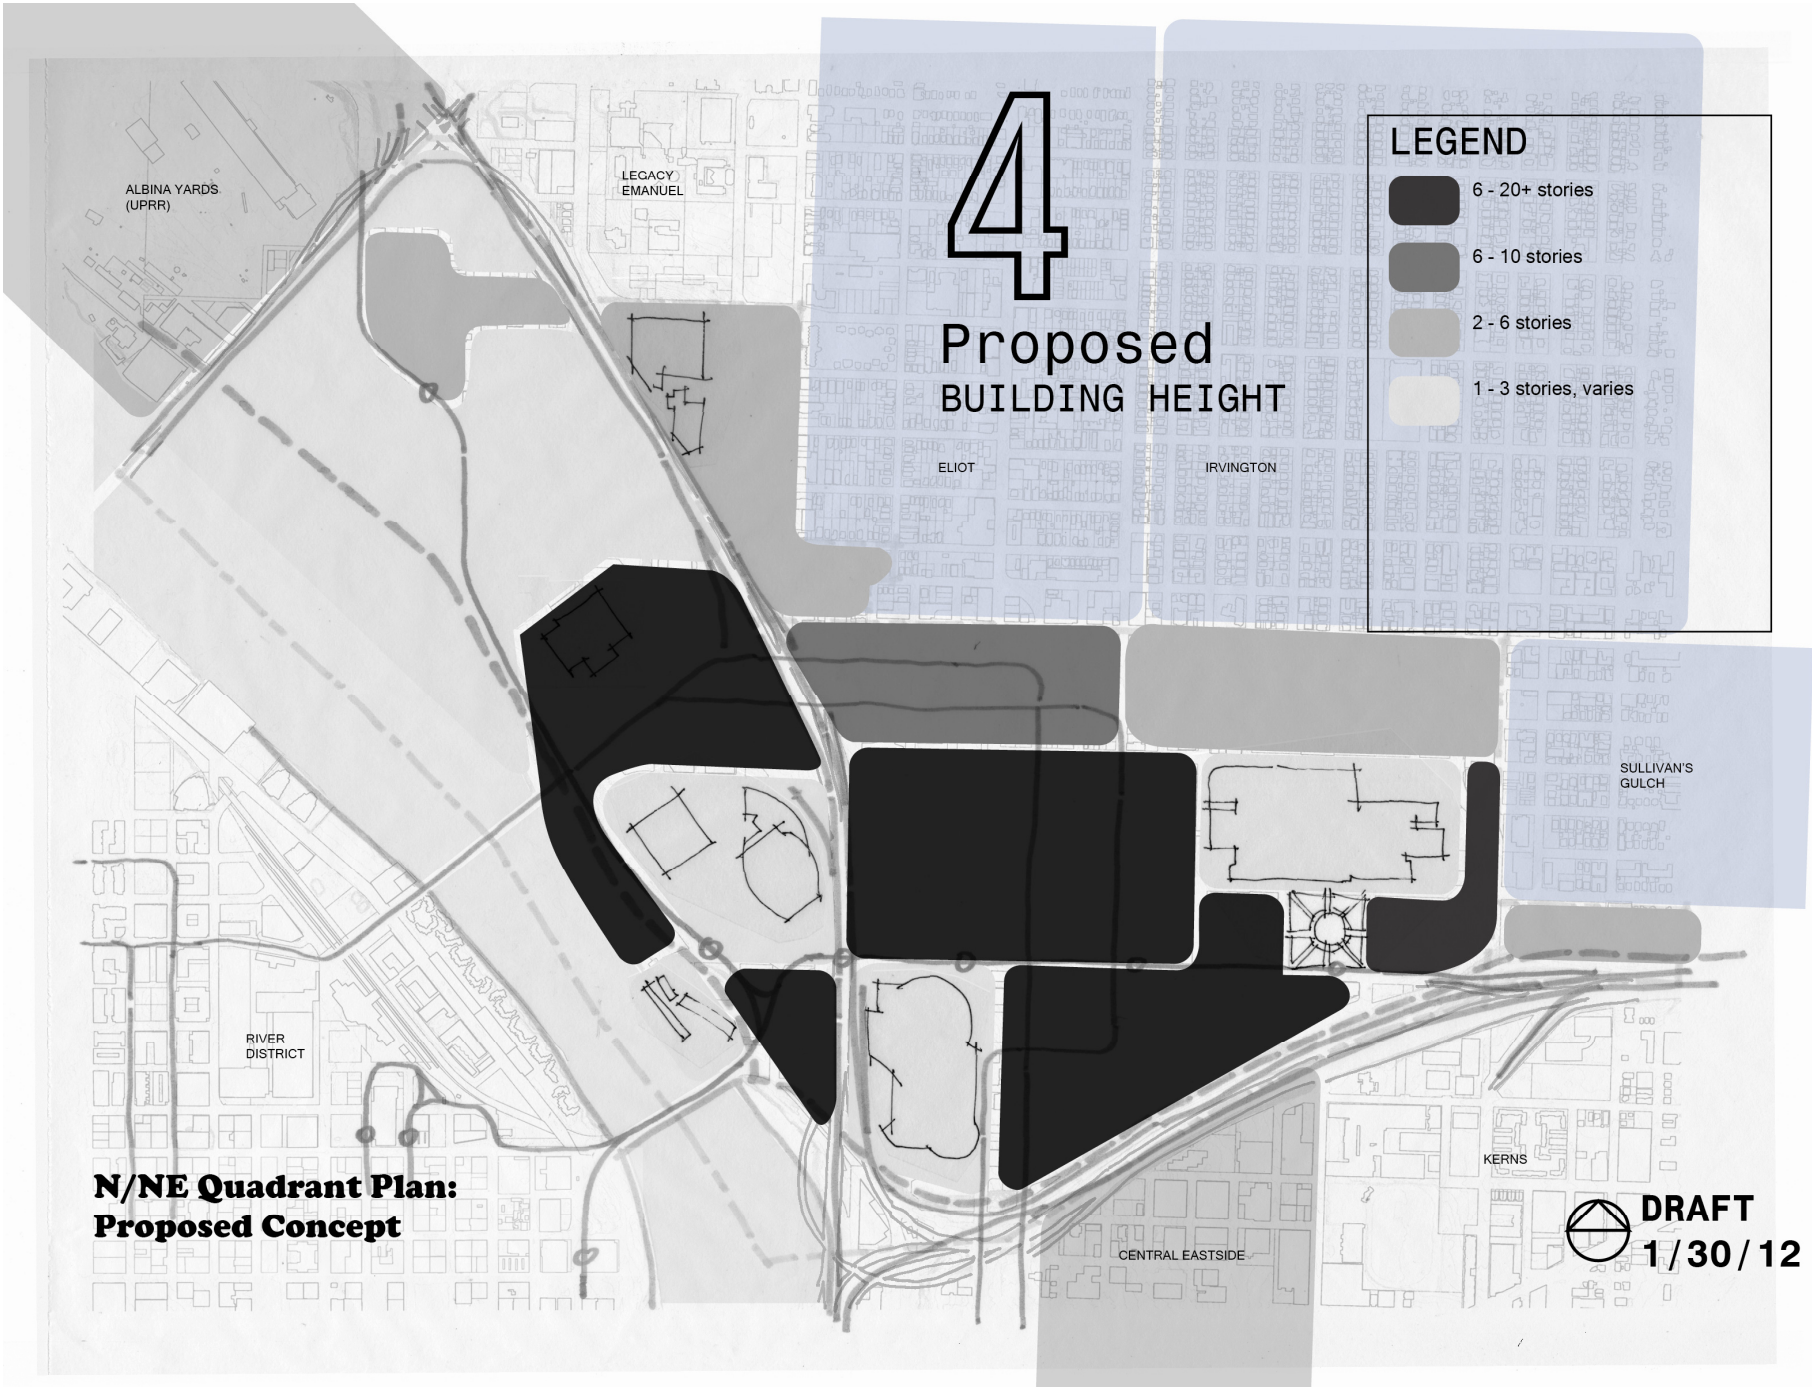 4
Proposed
BUILDING HEIGHT
LEGEND
6 - 20+ stories
6 - 10 stories
2 - 6 stories
1 - 3 stories, varies
ALBINA YARDS
(UPRR)
LEGACY
EMANUEL
ELIOT
IRVINGTON
SULLIVAN'S
GULCH
RIVER
DISTRICT
KERNS
CENTRAL EASTSIDE
N/NE Quadrant Plan:
Proposed Concept
DRAFT
1/30/12